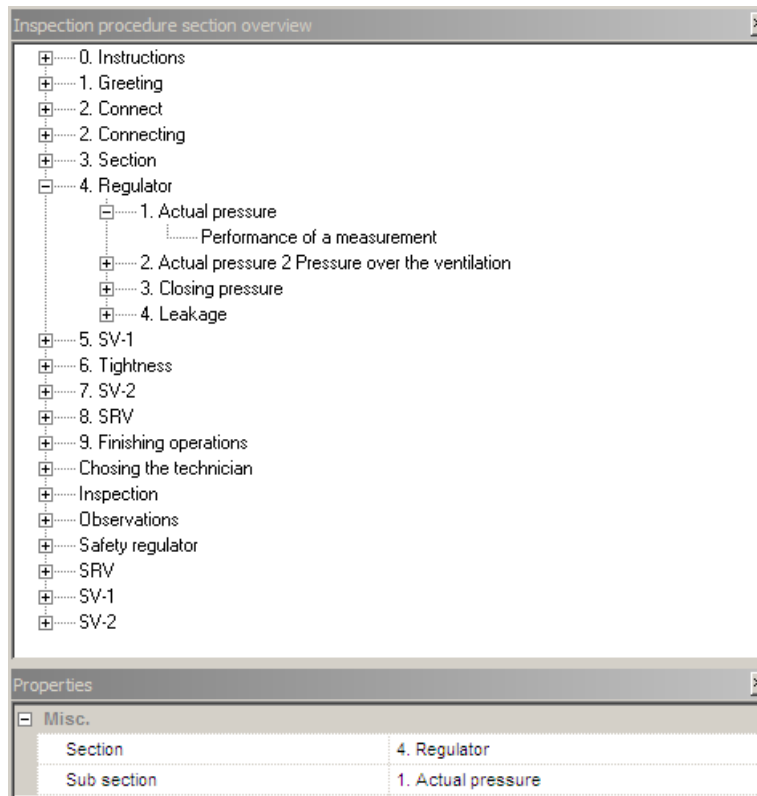 Inspection procedure section overview
0. Instructions
1. Greeting
2. Connect
2. Connecting
3. Section
4. Regulator
1. Actual pressure
Performance of a measurement
2. Actual pressure 2 Pressure over the ventilation
3. Closing pressure
4. Leakage
5. SV-1
6. Tightness
7. SV-2
8. SRV
9. Finishing operations
Chosing the technician
Inspection
Observations
Safety regulator
SRV
SV-1
SV-2
Properties
Misc.
Section 4. Regulator
Sub section 1. Actual pressure